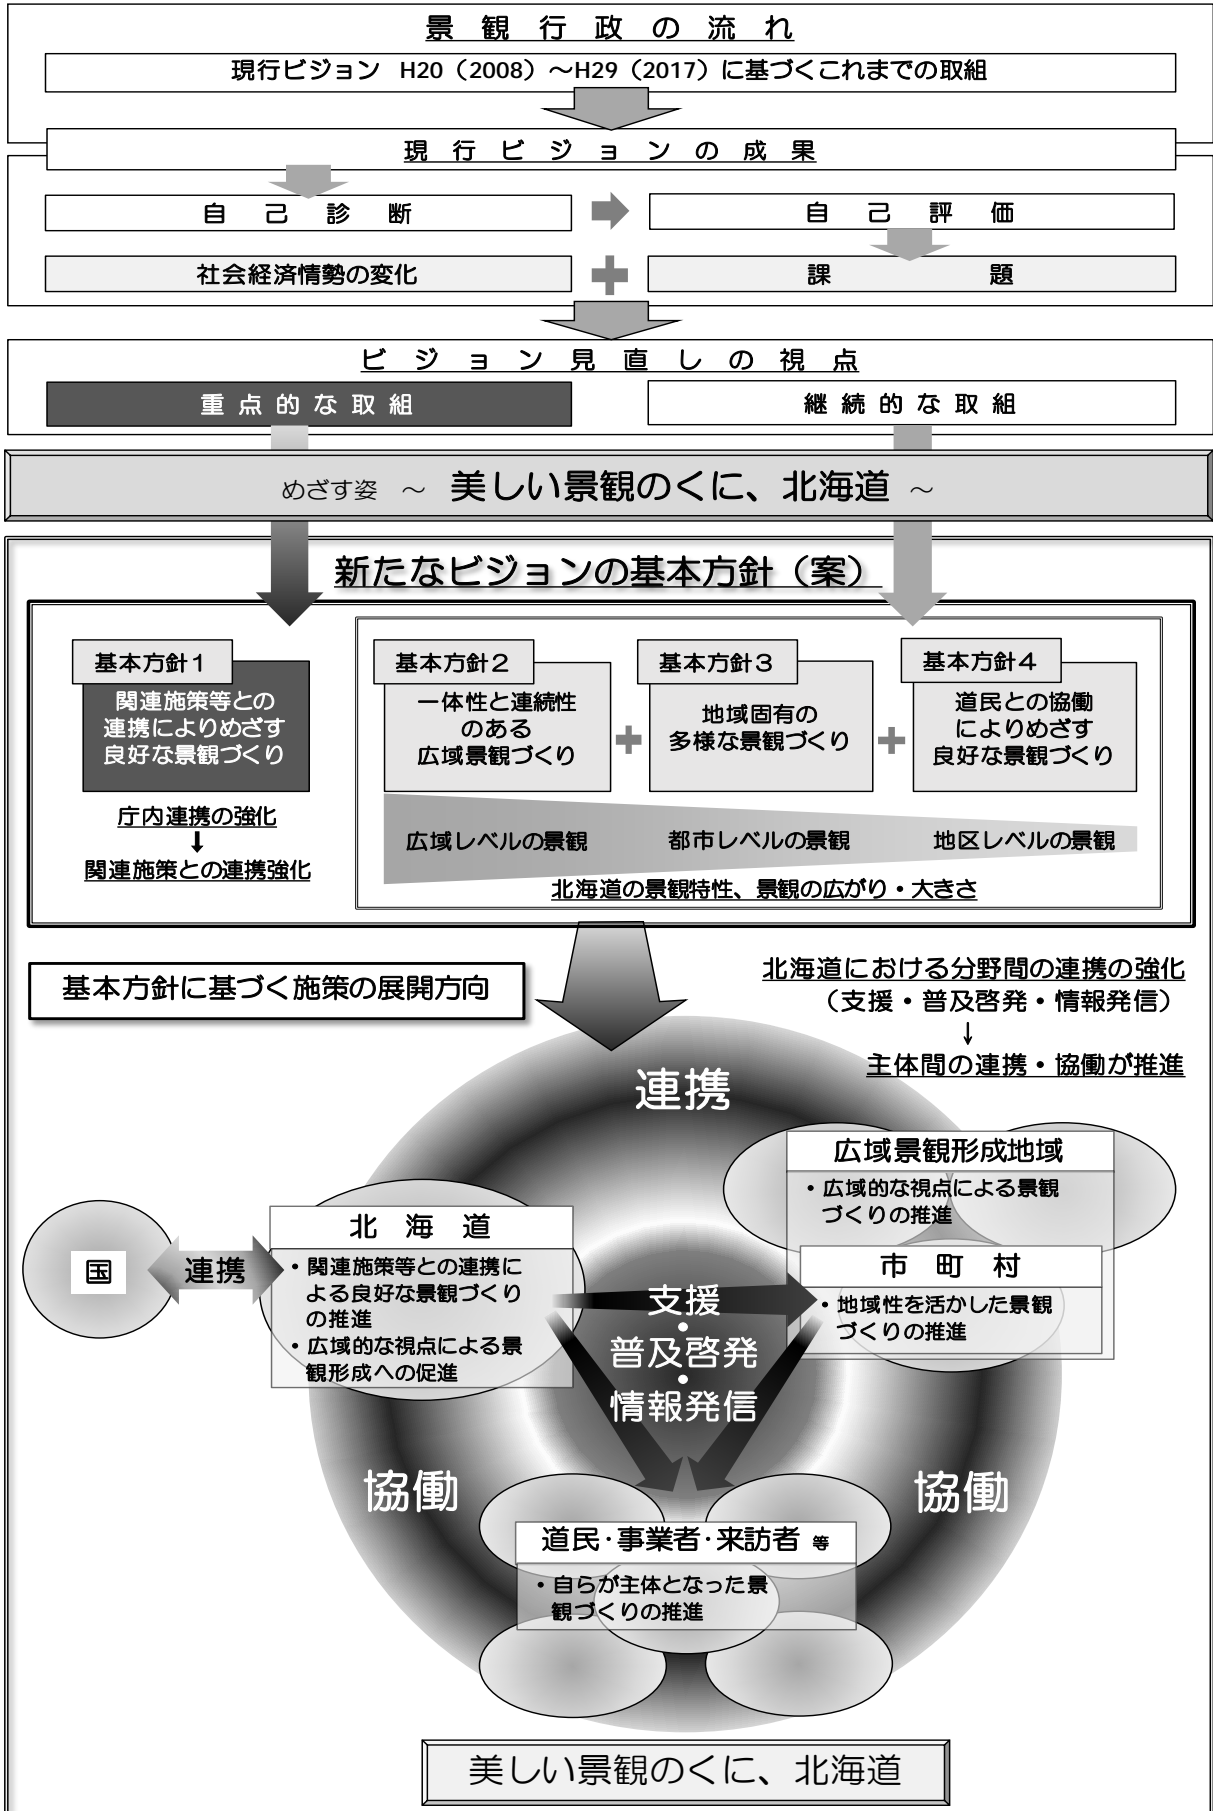 景観行政の流れ
現行ビジョン H20（2008）～H29（2017）に基づくこれまでの取組
現行ビジョンの成果
自己診断
自己評価
社会経済情勢の変化
課題
ビジョン見直しの視点
重点的な取組
継続的な取組
めざす姿 ～ 美しい景観のくに、北海道 ～
新たなビジョンの基本方針（案）
基本方針１
関連施策等との
連携によりめざす
良好な景観づくり
庁内連携の強化
関連施策との連携強化
基本方針２
一体性と連続性
のある
広域景観づくり
基本方針３
地域固有の
多様な景観づくり
基本方針４
道民との協働
によりめざす
良好な景観づくり
広域レベルの景観
都市レベルの景観
地区レベルの景観
北海道の景観特性、景観の広がり・大きさ
基本方針に基づく施策の展開方向
北海道における分野間の連携の強化
（支援・普及啓発・情報発信）
↓
主体間の連携・協働が推進
連携
広域景観形成地域
・広域的な視点による景観
づくりの推進
市町村
・地域性を活かした景観
づくりの推進
国
連携
北海道
・関連施策等との連携に
よる良好な景観づくり
の推進
・広域的な視点による景
観形成への促進
支援
・
普及啓発
・
情報発信
協働
協働
道民・事業者・来訪者 等
・自らが主体となった景
観づくりの推進
美しい景観のくに、北海道